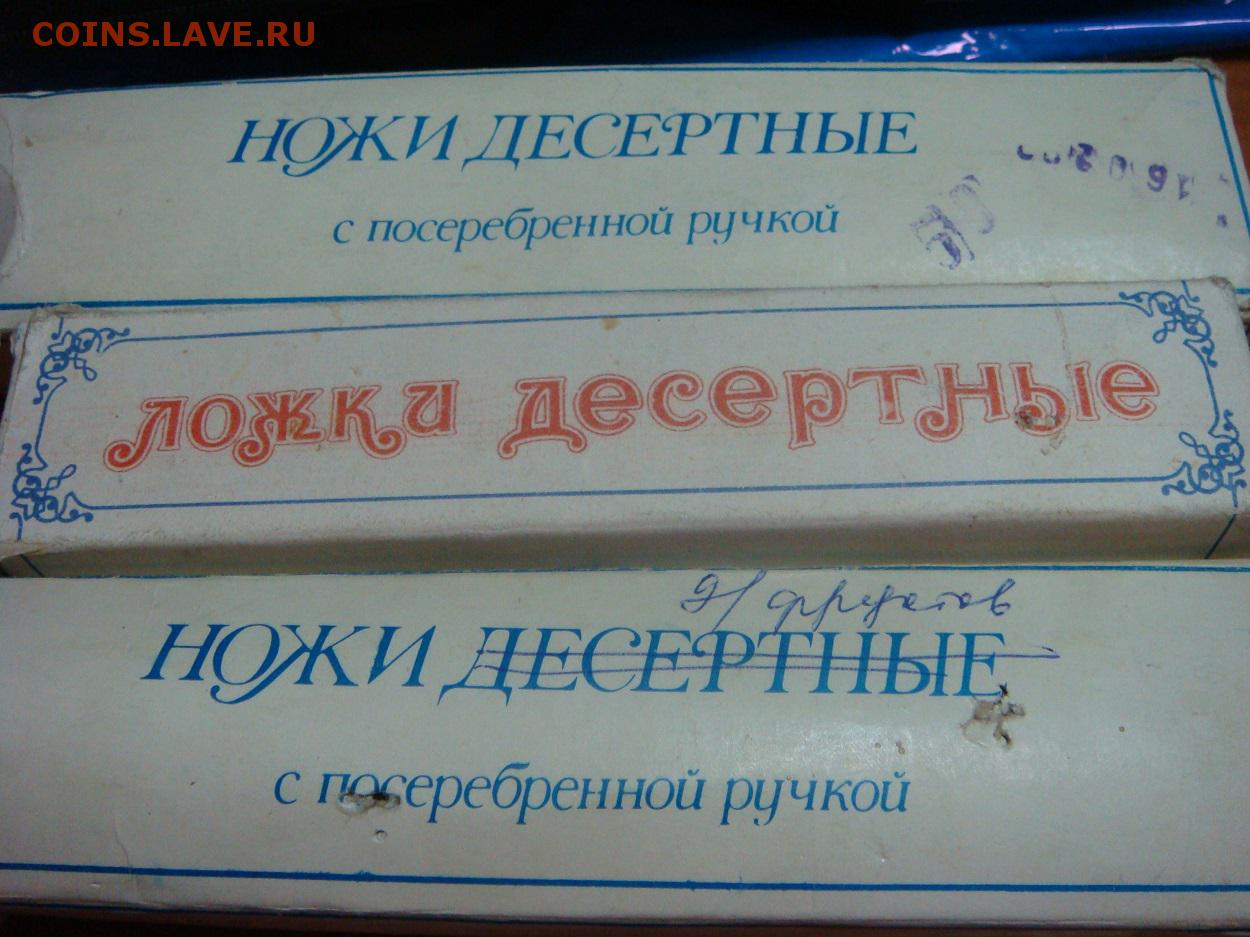 COINS.LAVE.RU
НОЖИ ДЕСЕРТНЫЕ
с посеребренной ручкой
ложки десертные
д/фруктов
НОЖИ ДЕСЕРТНЫЕ
с посеребренной ручкой